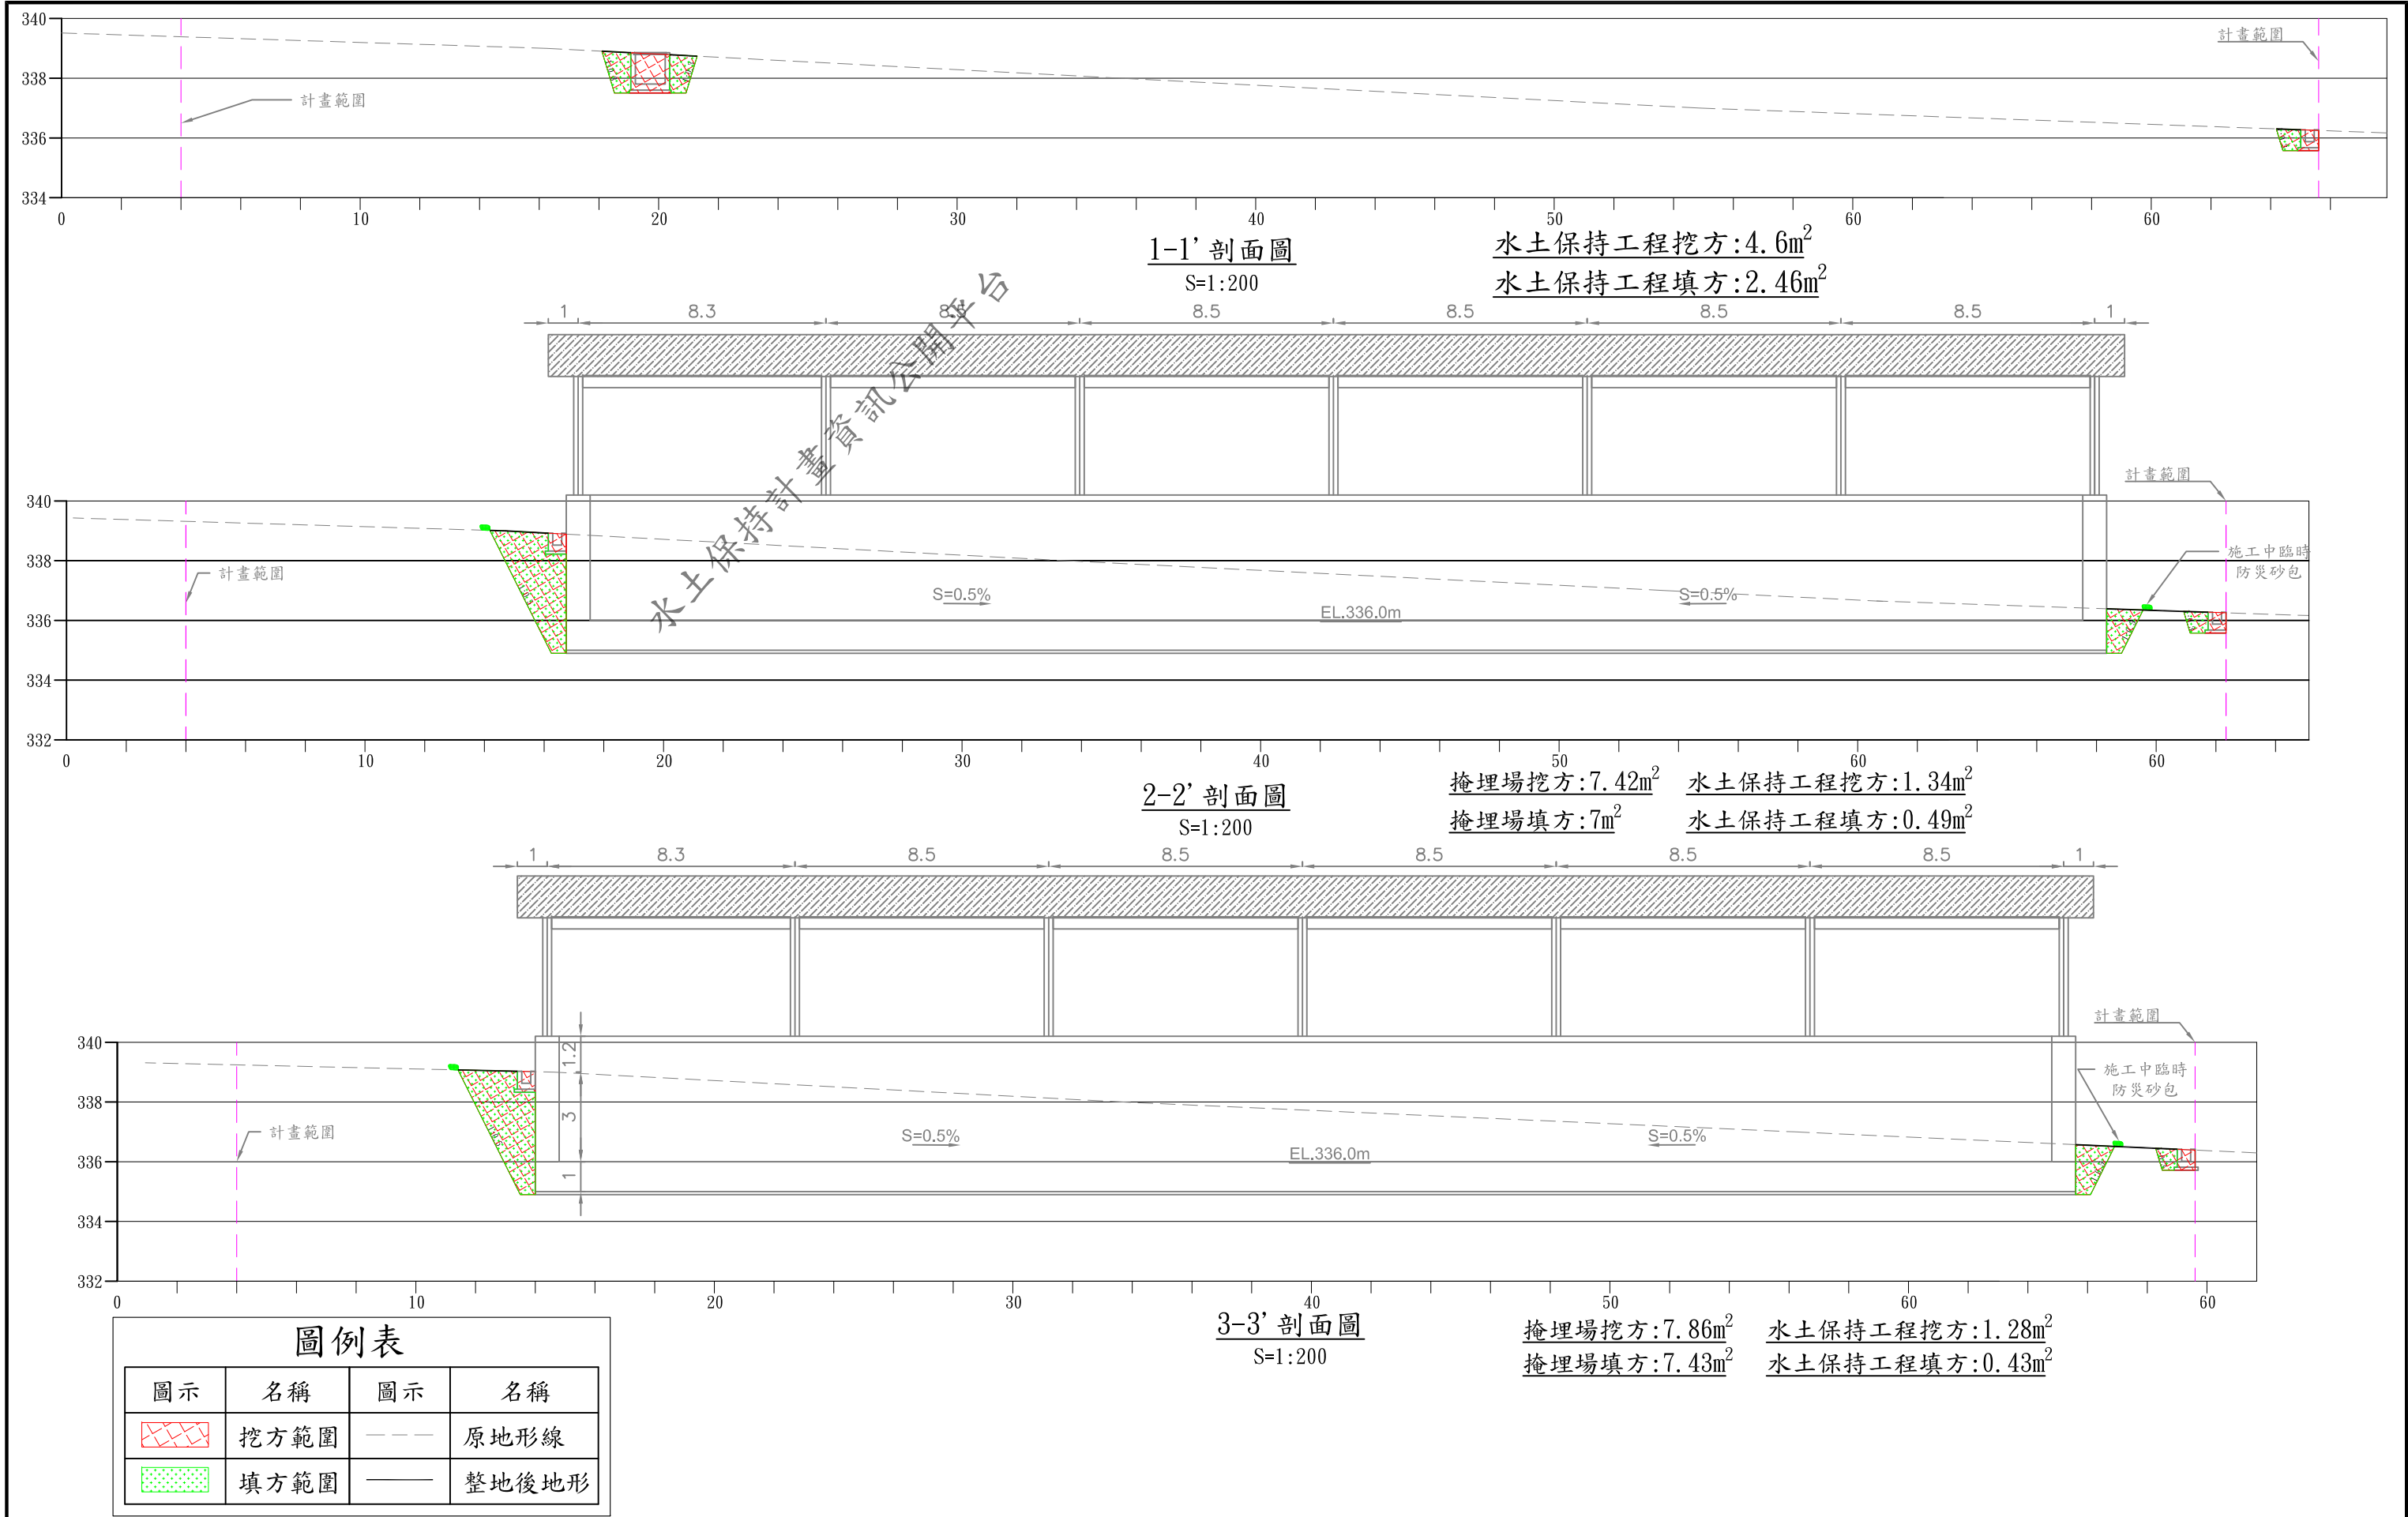 340
338
336
334
計畫範圍
計畫範圍
0 10 20 30 40 50 60 60
1-1' 剖面圖
S=1:200
水土保持工程挖方:4.6m²
水土保持工程填方:2.46m²
水土保持計畫資訊公開平台
1 8.3 8.5 8.5 8.5 8.5 8.5 1
340
338
336
334
332
計畫範圍
計畫範圍
施工中臨時
防災砂包
S=0.5%
EL.336.0m
S=0.5%
0 10 20 30 40 50 60 60
2-2' 剖面圖
S=1:200
掩埋場挖方:7.42m² 水土保持工程挖方:1.34m²
掩埋場填方:7m² 水土保持工程填方:0.49m²
1 8.3 8.5 8.5 8.5 8.5 8.5 1
340
338
336
334
332
計畫範圍
計畫範圍
施工中臨時
防災砂包
1.2
3
1
S=0.5%
EL.336.0m
S=0.5%
0 10 20 30 40 50 60 60
3-3' 剖面圖
S=1:200
掩埋場挖方:7.86m² 水土保持工程挖方:1.28m²
掩埋場填方:7.43m² 水土保持工程填方:0.43m²
圖例表
圖示 名稱 圖示 名稱
挖方範圍 原地形線
填方範圍 整地後地形